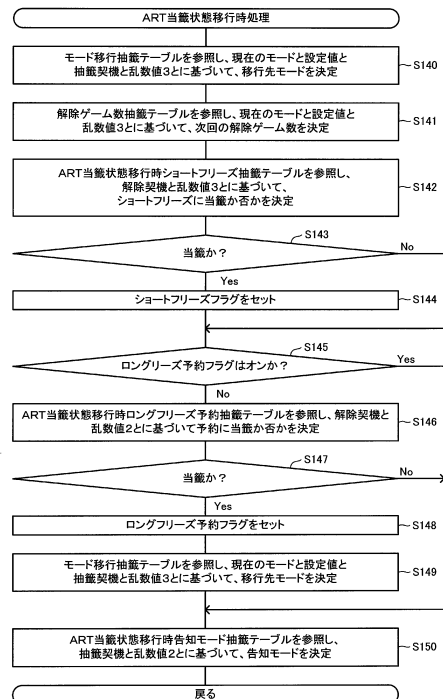 ART当籤状態移行時処理
モード移行抽籤テーブルを参照し、現在のモードと設定値と
抽籤契機と乱数値3とに基づいて、移行先モードを決定
S140
解除ゲーム数抽籤テーブルを参照し、現在のモードと設定値と
乱数値3とに基づいて、次回の解除ゲーム数を決定
S141
ART当籤状態移行時ショートフリーズ抽籤テーブルを参照し、
解除契機と乱数値3とに基づいて、
ショートフリーズに当籤か否かを決定
S142
S143
当籤か?
No
Yes
ショートフリーズフラグをセット
S144
S145
ロングリーズ予約フラグはオンか?
Yes
No
ART当籤状態移行時ロングフリーズ予約抽籤テーブルを参照し、解除契機と
乱数値2とに基づいて予約に当籤か否かを決定
S146
S147
当籤か?
No
Yes
ロングフリーズ予約フラグをセット
S148
モード移行抽籤テーブルを参照し、現在のモードと設定値と
抽籤契機と乱数値3とに基づいて、移行先モードを決定
S149
ART当籤状態移行時告知モード抽籤テーブルを参照し、
抽籤契機と乱数値2とに基づいて、告知モードを決定
S150
戻る